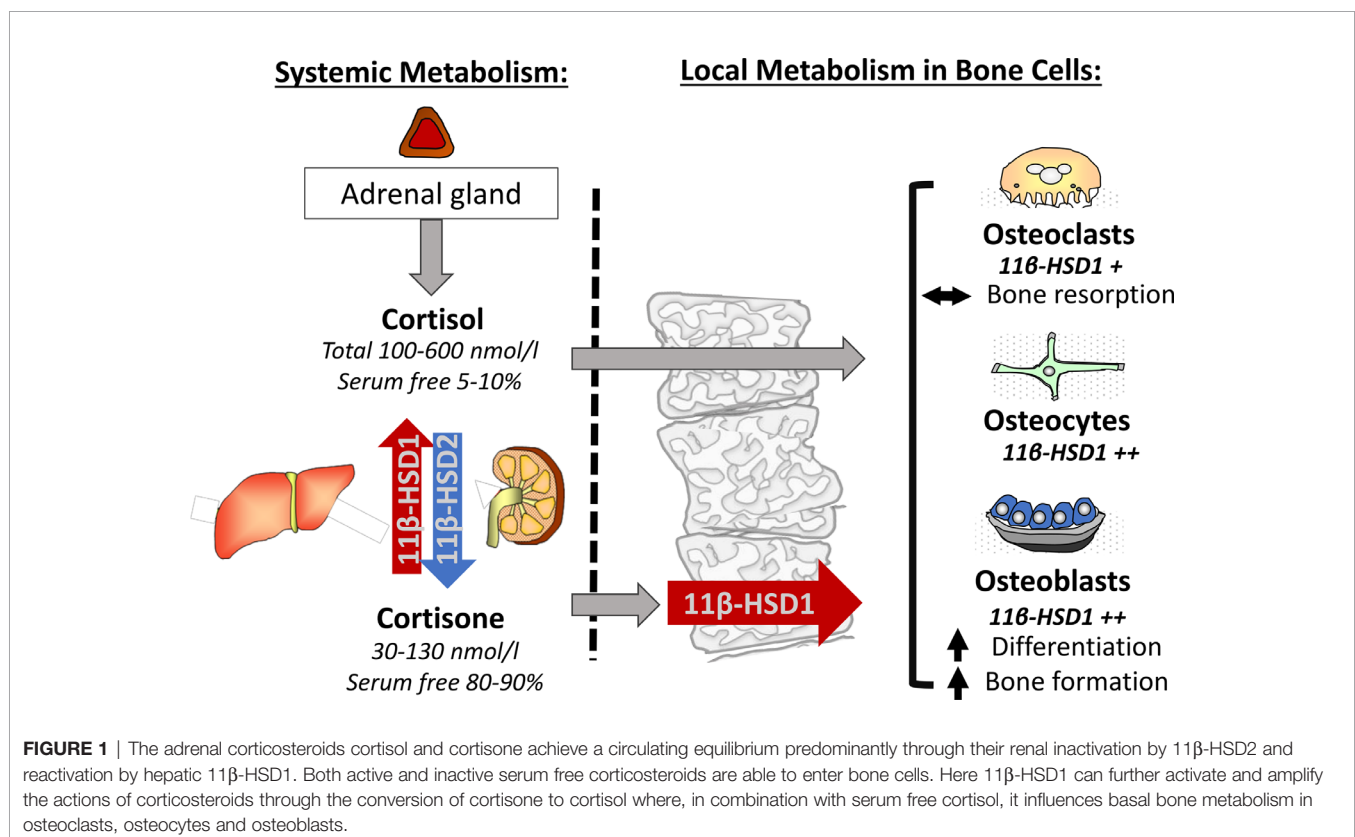 Systemic Metabolism:
Local Metabolism in Bone Cells:
Adrenal gland
Cortisol
Total 100-600 nmol/l
Serum free 5-10%
11β-HSD1
11β-HSD2
Cortisone
30-130 nmol/l
Serum free 80-90%
11β-HSD1
Osteoclasts
11β-HSD1 +
Bone resorption
Osteocytes
11β-HSD1 ++
Osteoblasts
11β-HSD1 ++
Differentiation
Bone formation
FIGURE 1 | The adrenal corticosteroids cortisol and cortisone achieve a circulating equilibrium predominantly through their renal inactivation by 11β-HSD2 and
reactivation by hepatic 11β-HSD1. Both active and inactive serum free corticosteroids are able to enter bone cells. Here 11β-HSD1 can further activate and amplify
the actions of corticosteroids through the conversion of cortisone to cortisol where, in combination with serum free cortisol, it influences basal bone metabolism in
osteoclasts, osteocytes and osteoblasts.